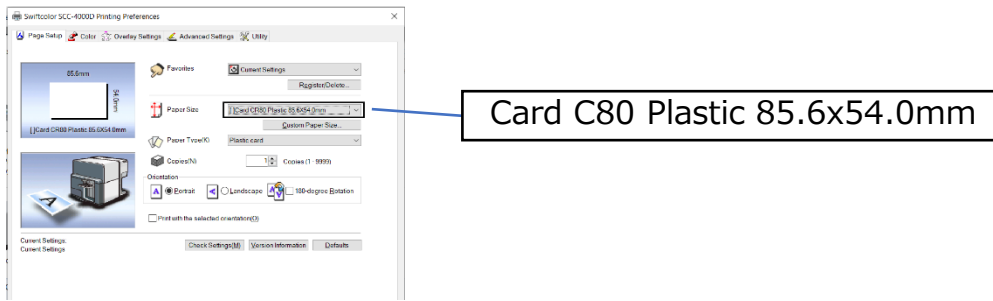 Swiftcolor SCC-4000D Printing Preferences
Page Setup Color Overlay Settings Advanced Settings Utility
85.6mm
54.0mm
[]Card CR80 Plastic 85.6X54.0mm
Favorites Current Settings
Register/Delete...
Paper Size []Card CR80 Plastic 85.6X54.0mm
Custom Paper Size...
Paper Type(K) Plastic card
Copies(N) 1 Copies (1 - 9999)
Orientation
A Portrait Landscape 180-degree Rotation
Print with the selected orientation(O)
Current Settings:
Current Settings
Check Settings(M) Version Information Defaults
Card C80 Plastic 85.6x54.0mm